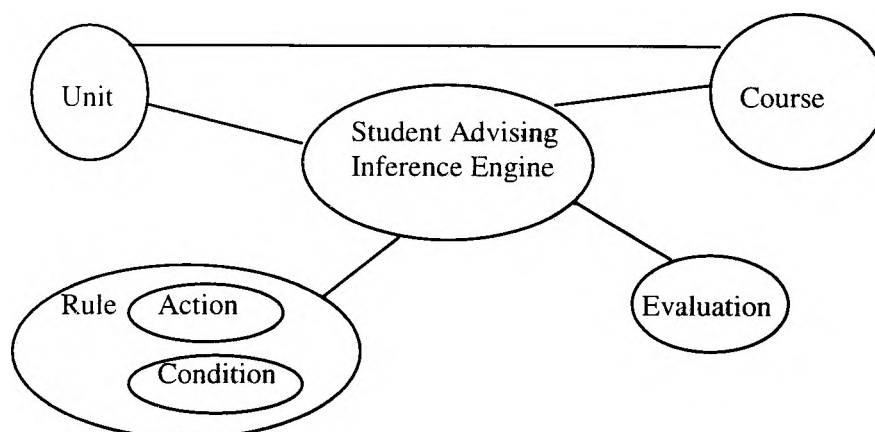 Unit
Course
Student Advising
Inference Engine
Rule
Action
Condition
Evaluation